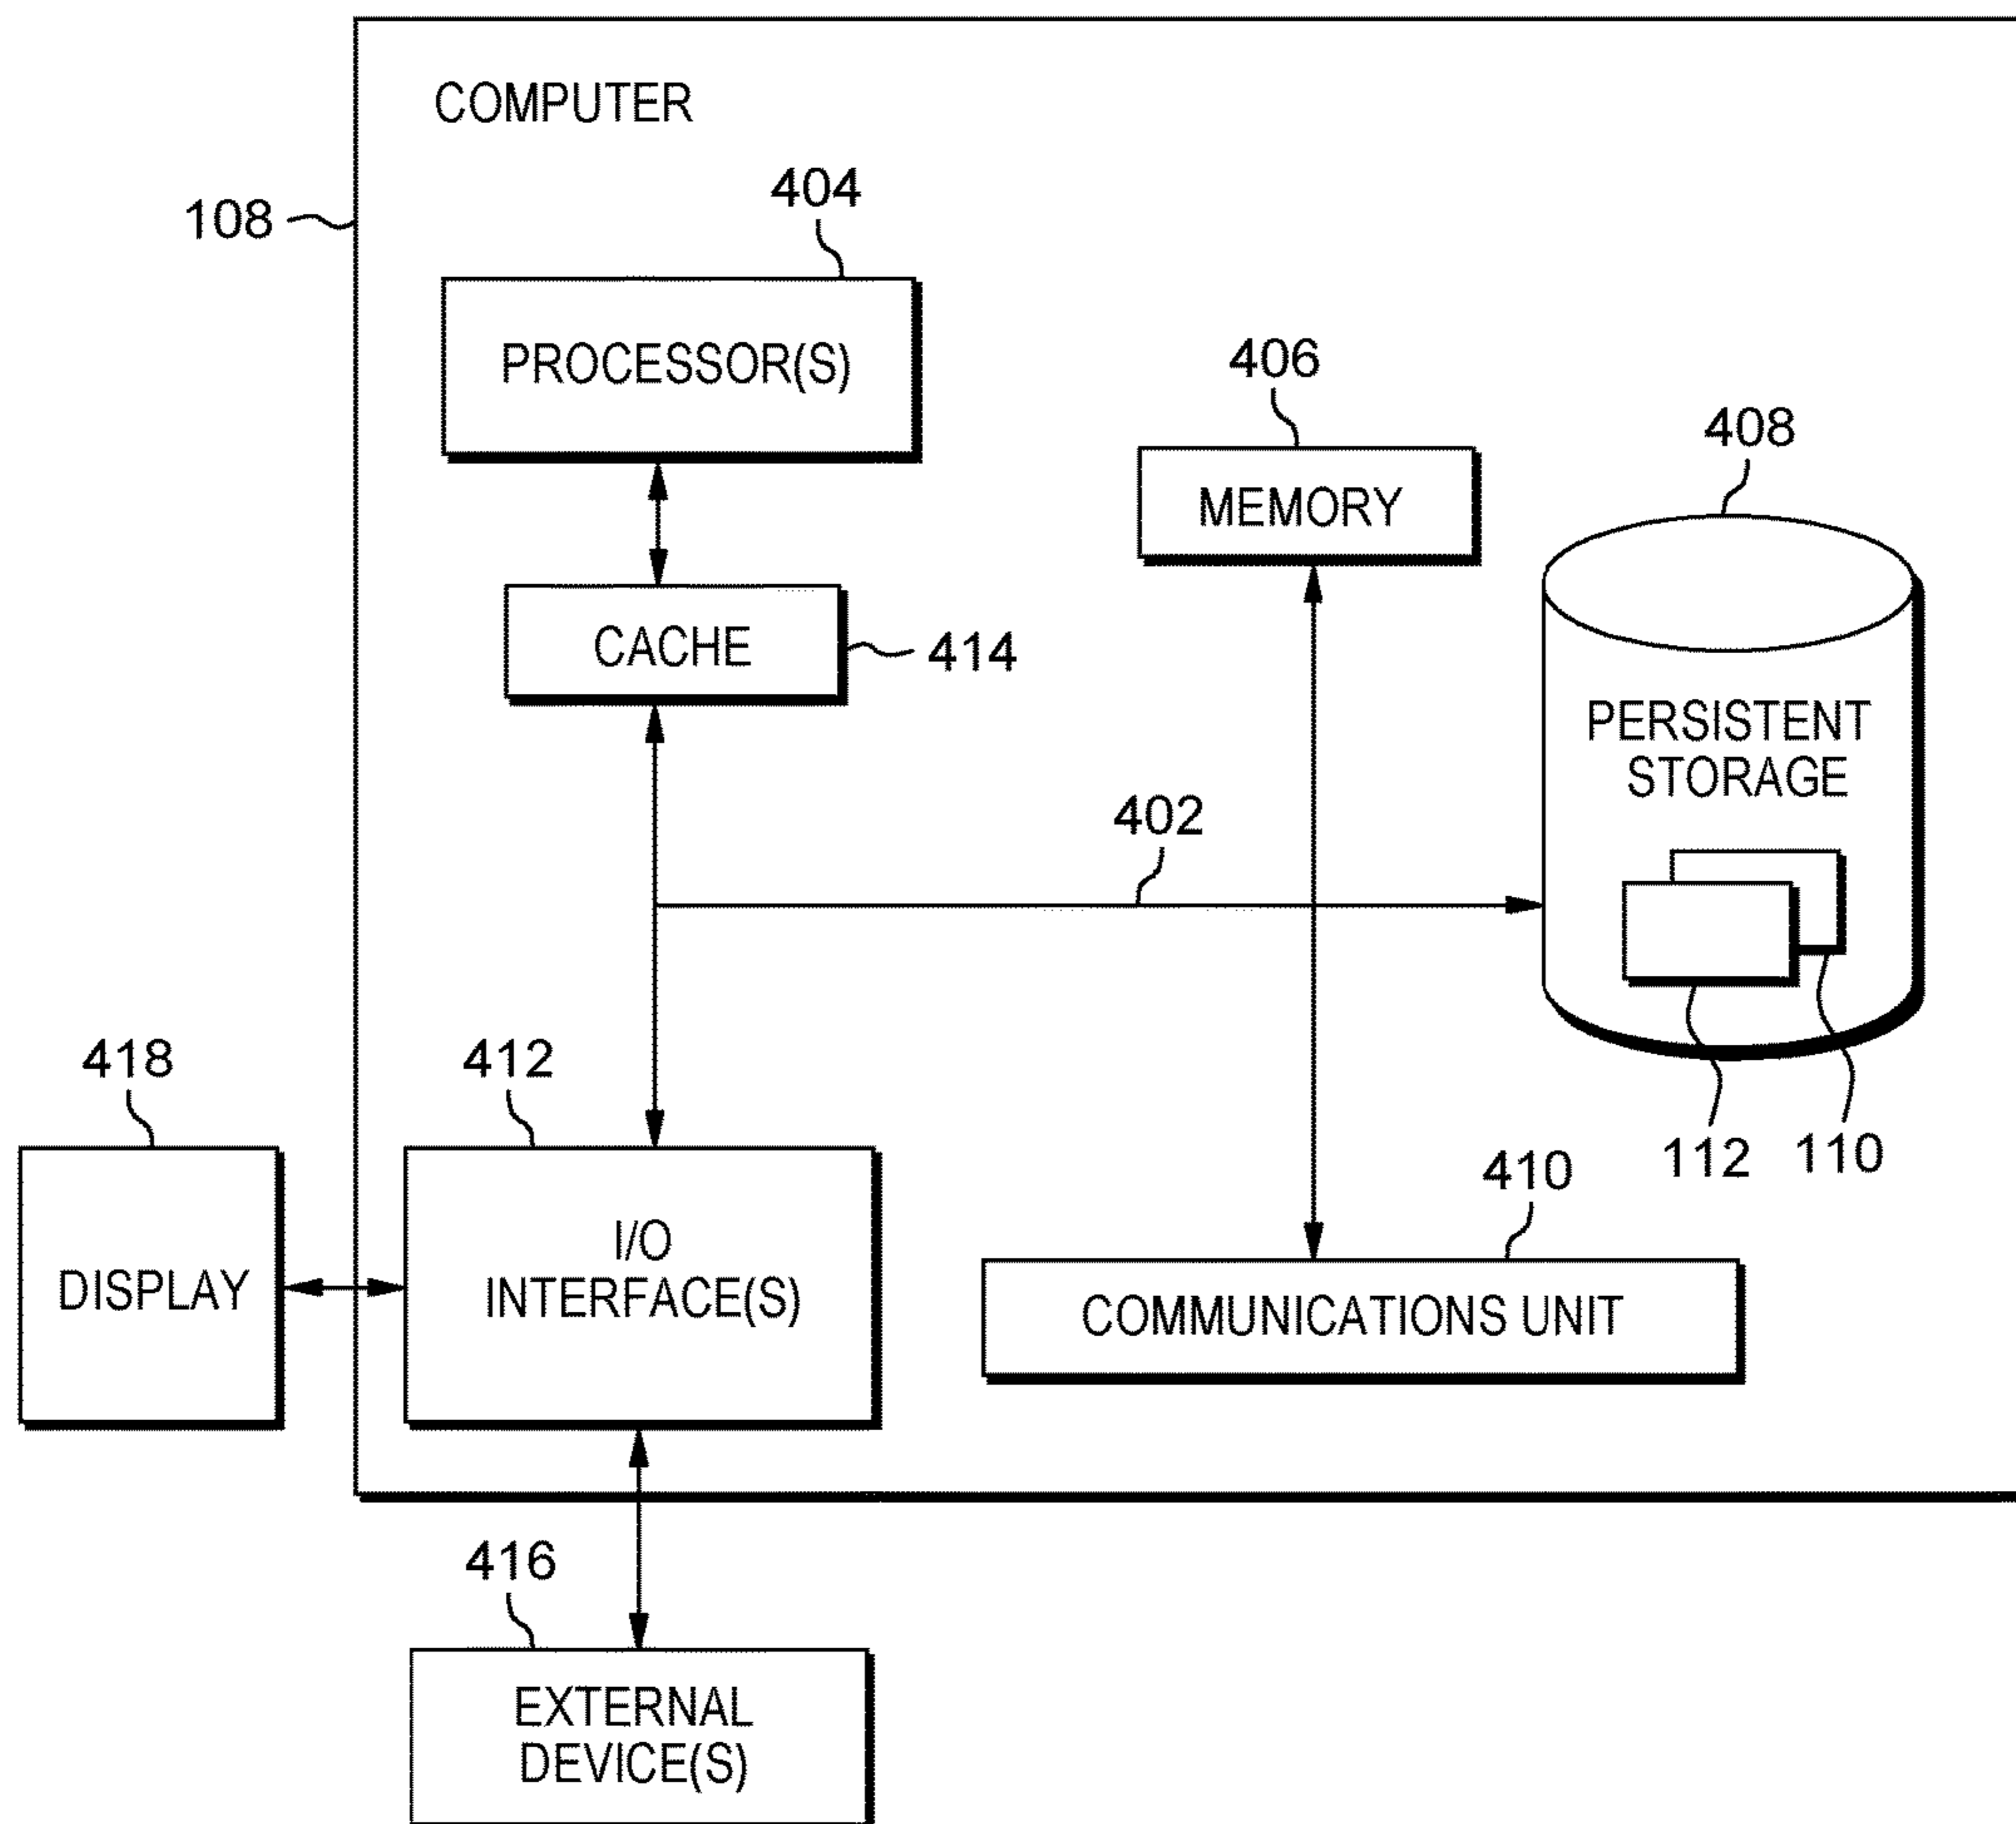 COMPUTER
108
404
PROCESSOR(S)
406
MEMORY
408
CACHE
414
PERSISTENT
STORAGE
402
418
412
112
110
410
DISPLAY
I/O
INTERFACE(S)
COMMUNICATIONS UNIT
416
EXTERNAL
DEVICE(S)